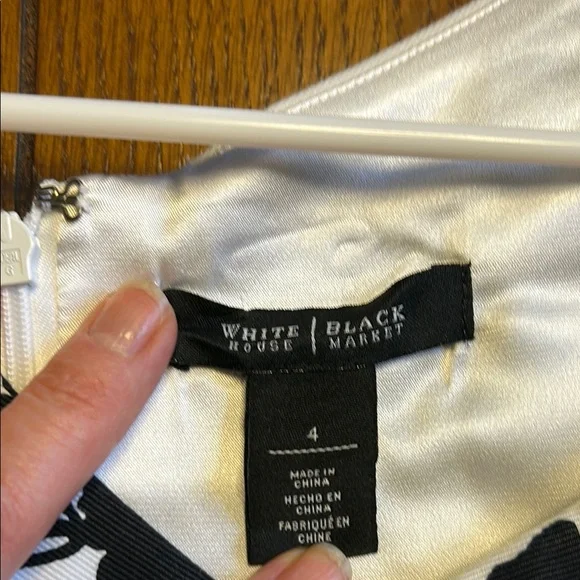 WHITE | BLACK
HOUSE | MARKET
4
MADE IN
CHINA
HECHO EN
CHINA
FABRIQUÉ EN
CHINE